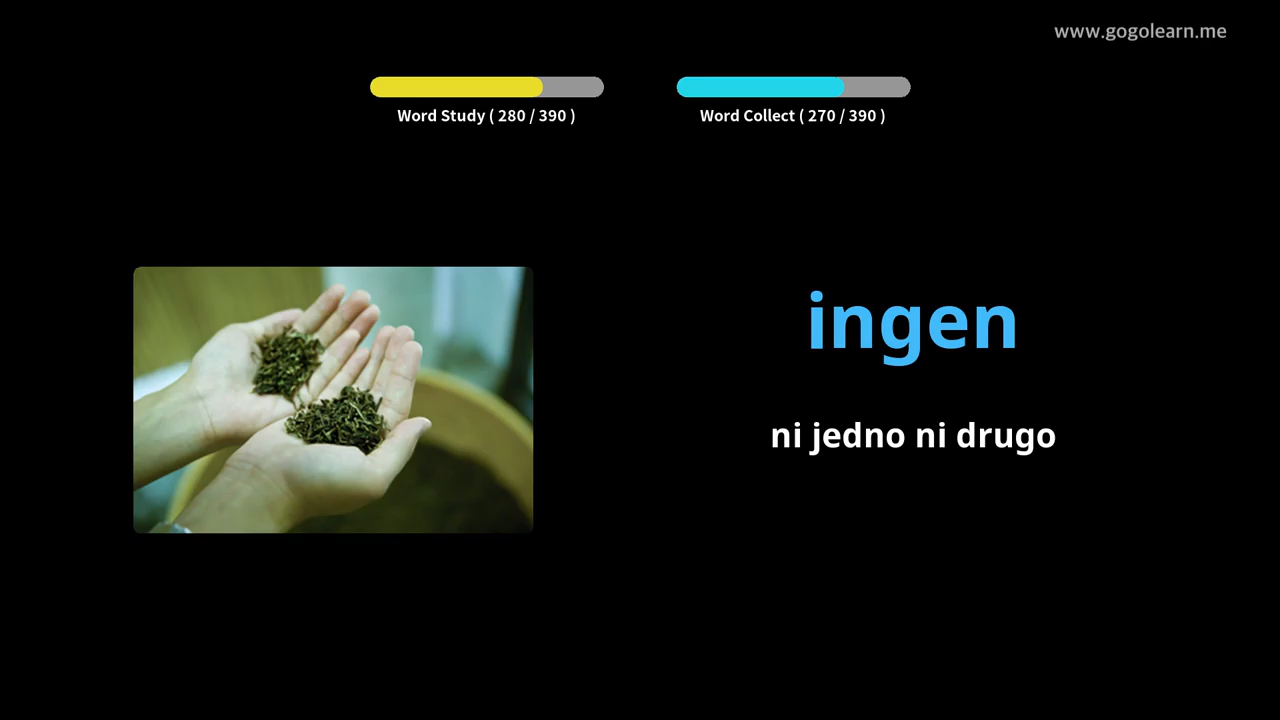 www.gogolearn.me
Word Study ( 280 / 390 )
Word Collect ( 270 / 390 )
ingen
ni jedno ni drugo